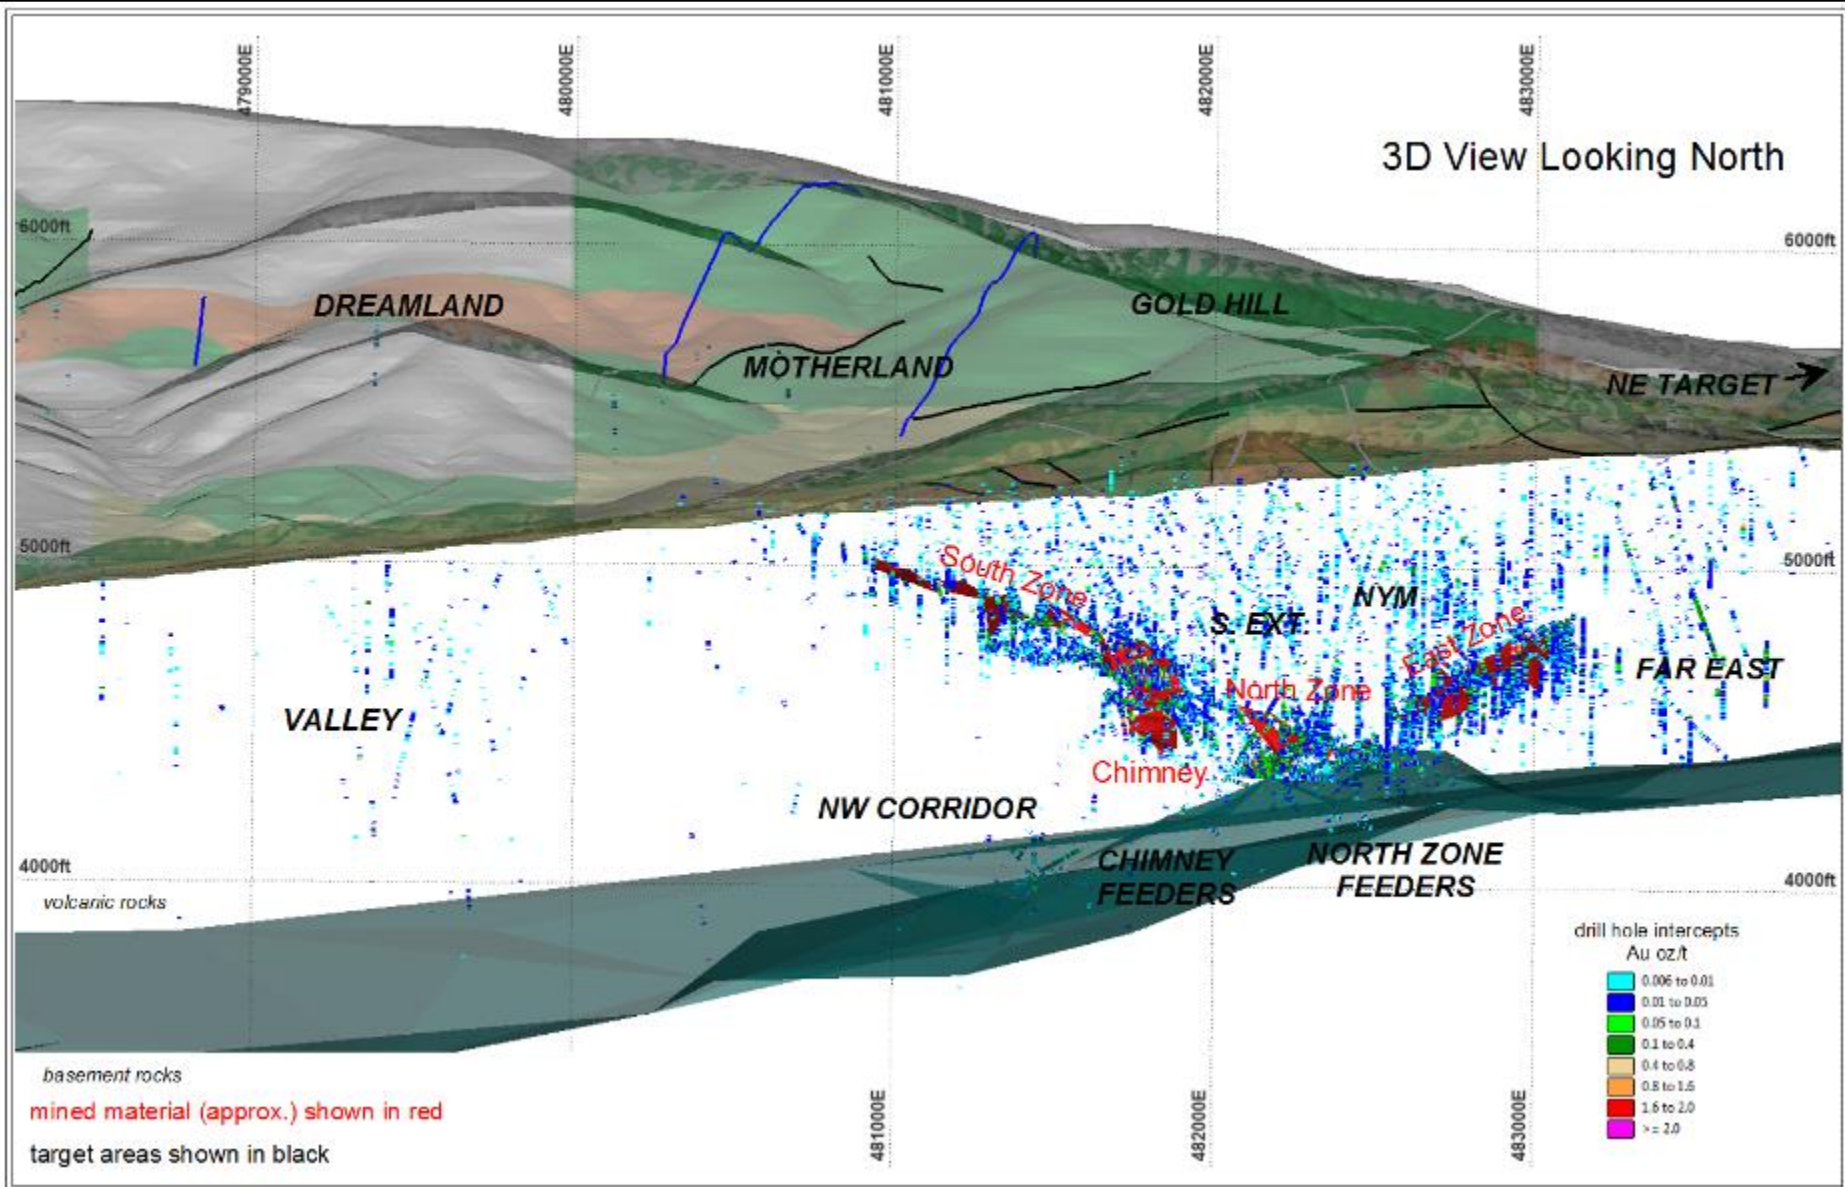 479000E
480000E
481000E
482000E
483000E
3D View Looking North
6000ft
6000ft
DREAMLAND
GOLD HILL
MOTHERLAND
NE TARGET
5000ft
5000ft
South Zone
NYM
S. EXT.
East Zone
FAR EAST
North Zone
VALLEY
Chimney
NW CORRIDOR
4000ft
4000ft
CHIMNEY
FEEDERS
NORTH ZONE
FEEDERS
volcanic rocks
drill hole intercepts
Au oz/t
0.006 to 0.01
0.01 to 0.05
0.05 to 0.1
0.1 to 0.4
0.4 to 0.8
0.8 to 1.6
1.6 to 2.0
>= 2.0
basement rocks
mined material (approx.) shown in red
target areas shown in black
481000E
482000E
483000E